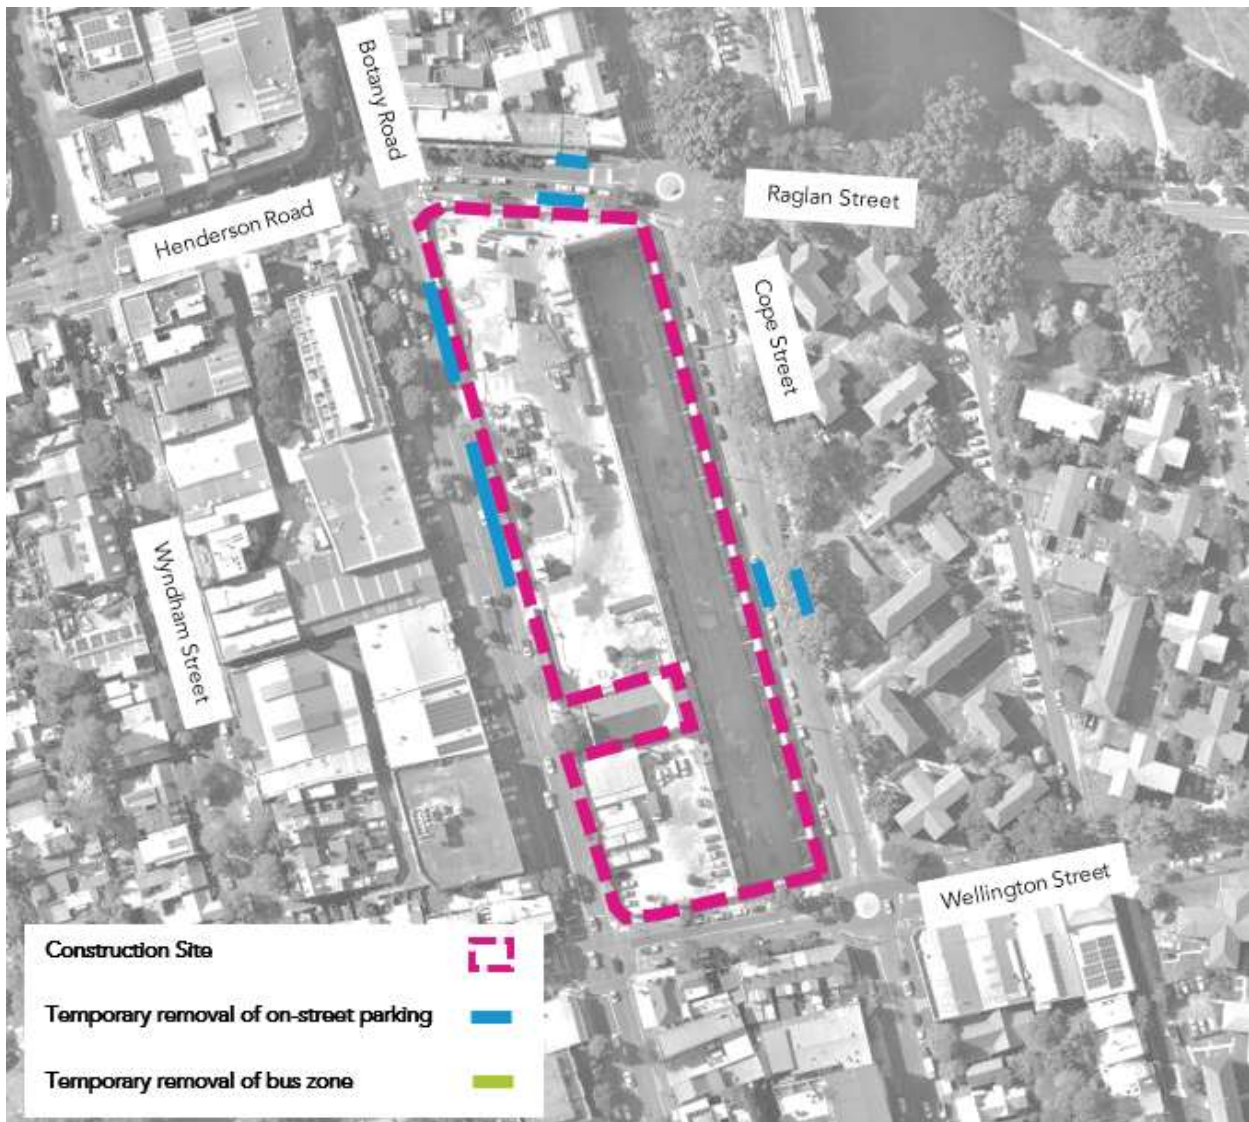 Botany Road
Raglan Street
Henderson Road
Cope Street
Wyndham Street
Wellington Street
Construction Site
Temporary removal of on-street parking
Temporary removal of bus zone